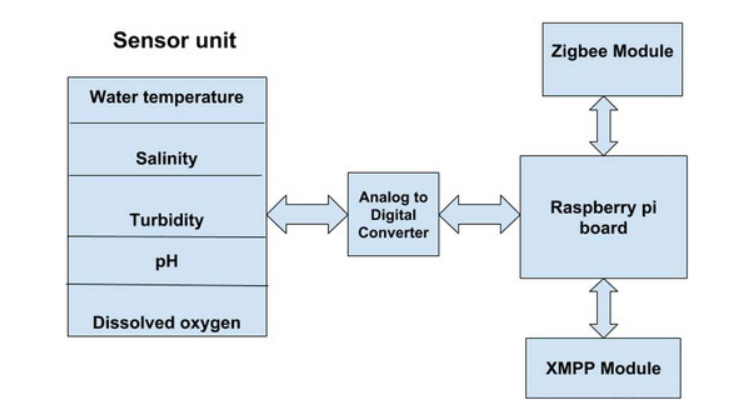 Sensor unit
Water temperature
Salinity
Turbidity
pH
Dissolved oxygen
Analog to
Digital
Converter
Zigbee Module
Raspberry pi
board
XMPP Module